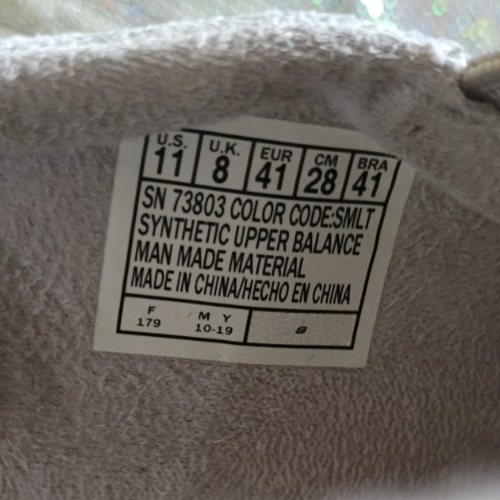 U.S. U.K. EUR CM BRA
11 8 41 28 41
SN 73803 COLOR CODE:SMLT
SYNTHETIC UPPER BALANCE
MAN MADE MATERIAL
MADE IN CHINA/HECHO EN CHINA
F M Y
179 10-19